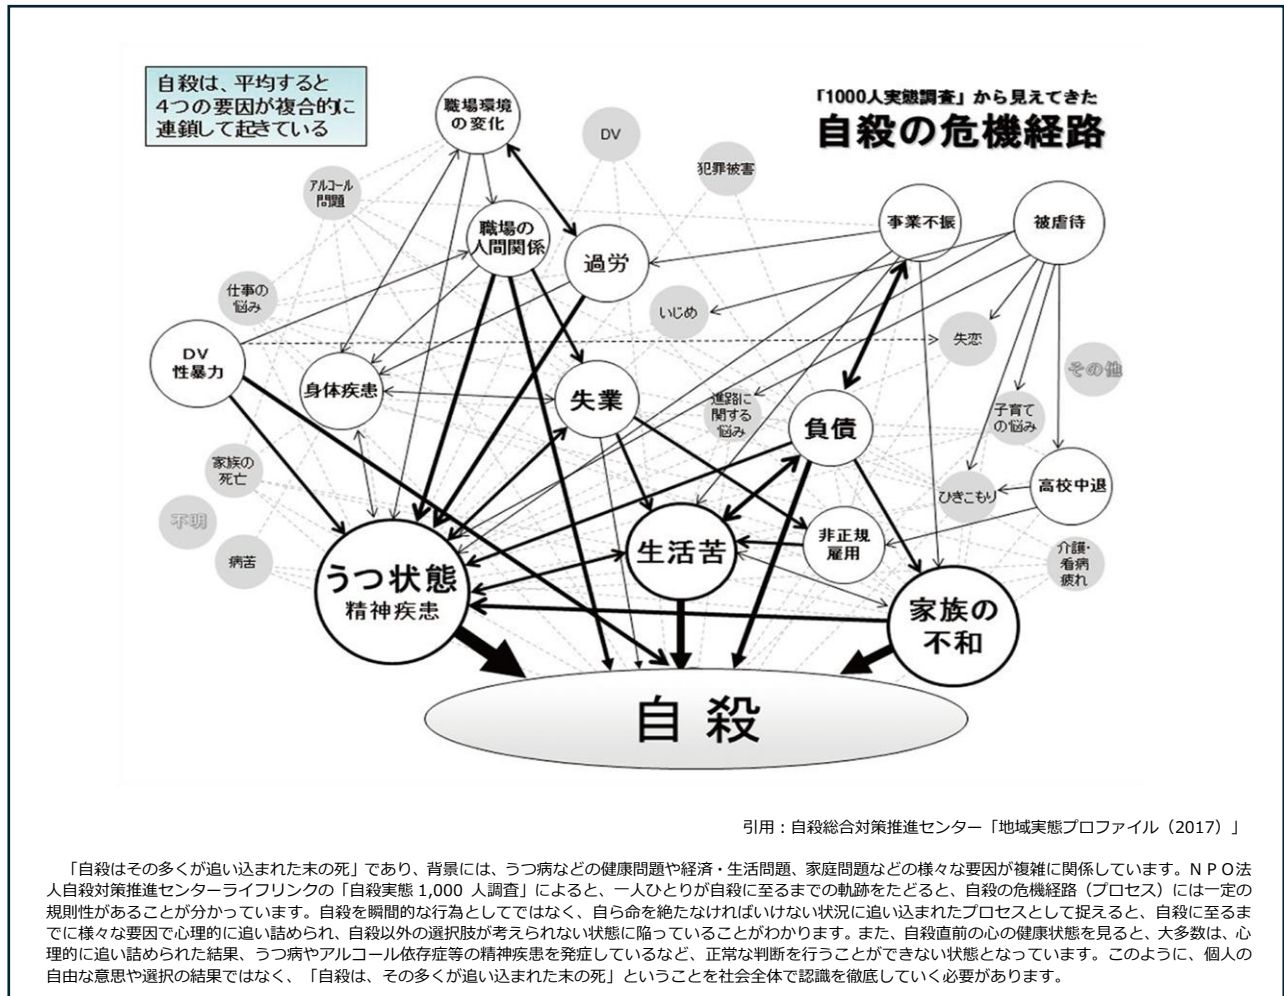 自殺は、平均すると
4つの要因が複合的に
連鎖して起きている
「1000人実態調査」から見えてきた
自殺の危機経路
職場環境
の変化
DV
犯罪被害
アルコール
問題
職場の
人間関係
過労
事業不振
被虐待
仕事の
悩み
いじめ
失恋
その他
DV
性暴力
身体疾患
失業
進路に
関する
悩み
負債
子育て
の悩み
家族の
死亡
ひきこもり
高校中退
不明
病苦
うつ状態
精神疾患
生活苦
非正規
雇用
介護・
看病
疲れ
家族の
不和
自殺
引用：自殺総合対策推進センター「地域実態プロファイル（2017）」
「自殺はその多くが追い込まれた末の死」であり、背景には、うつ病などの健康問題や経済・生活問題、家庭問題などの様々な要因が複雑に関係しています。ＮＰＯ法
人自殺対策推進センターライフリンクの「自殺実態 1,000 人調査」によると、一人ひとりが自殺に至るまでの軌跡をたどると、自殺の危機経路（プロセス）には一定の
規則性があることが分かっています。自殺を瞬間的な行為としてではなく、自ら命を絶たなければいけない状況に追い込まれたプロセスとして捉えると、自殺に至るま
でに様々な要因で心理的に追い詰められ、自殺以外の選択肢が考えられない状態に陥っていることがわかります。また、自殺直前の心の健康状態を見ると、大多数は、心
理的に追い詰められた結果、うつ病やアルコール依存症等の精神疾患を発症しているなど、正常な判断を行うことができない状態となっています。このように、個人の
自由な意思や選択の結果ではなく、「自殺は、その多くが追い込まれた末の死」ということを社会全体で認識を徹底していく必要があります。